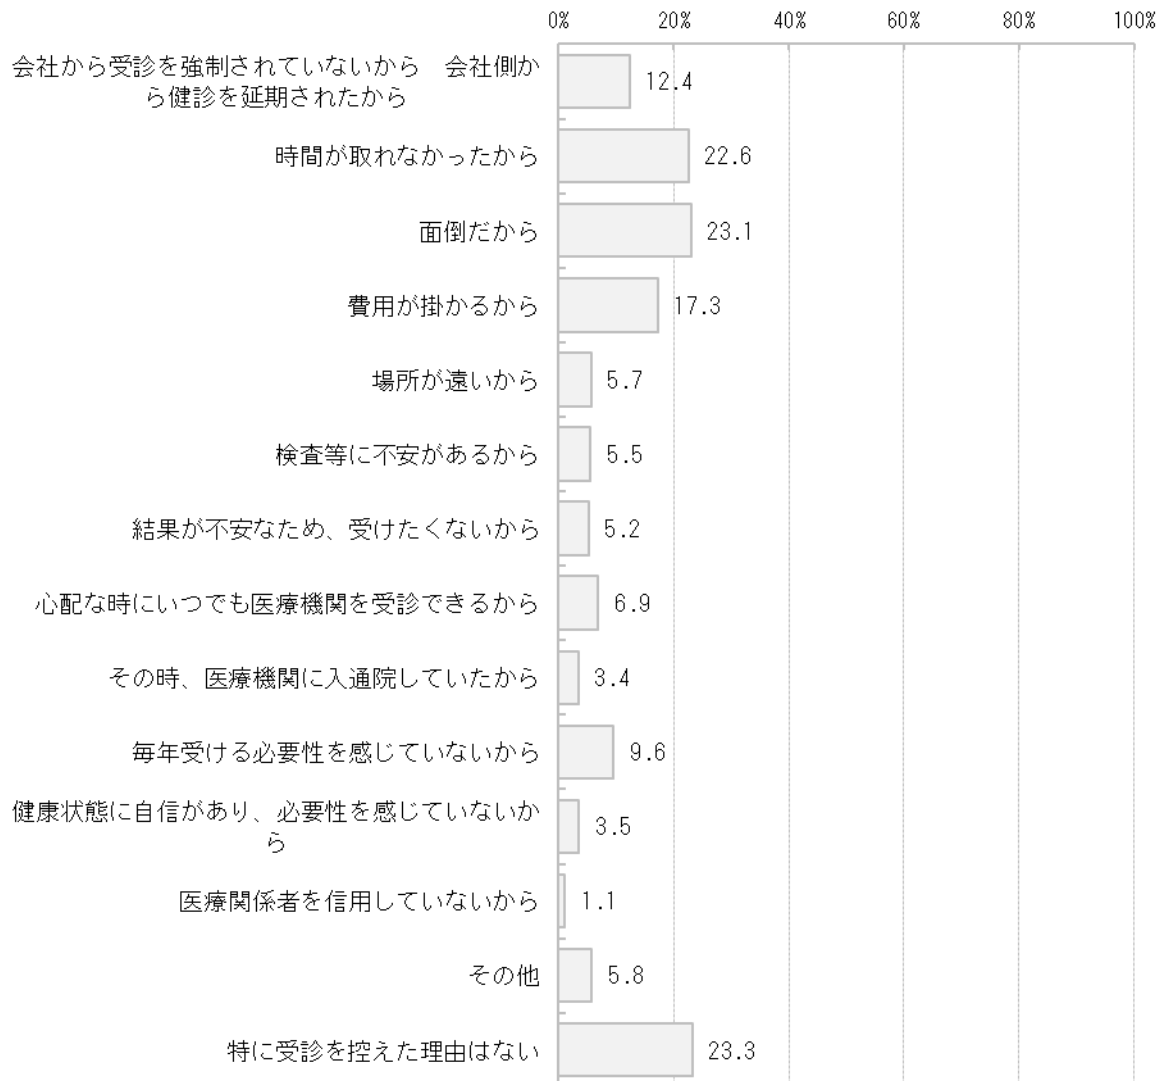 0% 20% 40% 60% 80% 100%
会社から受診を強制されていないから　会社側か
ら健診を延期されたから
12.4
時間が取れなかったから 22.6
面倒だから 23.1
費用が掛かるから 17.3
場所が遠いから 5.7
検査等に不安があるから 5.5
結果が不安なため、受けたくないから 5.2
心配な時にいつでも医療機関を受診できるから 6.9
その時、医療機関に入通院していたから 3.4
毎年受ける必要性を感じていないから 9.6
健康状態に自信があり、必要性を感じていないか
ら
3.5
医療関係者を信用していないから 1.1
その他 5.8
特に受診を控えた理由はない 23.3